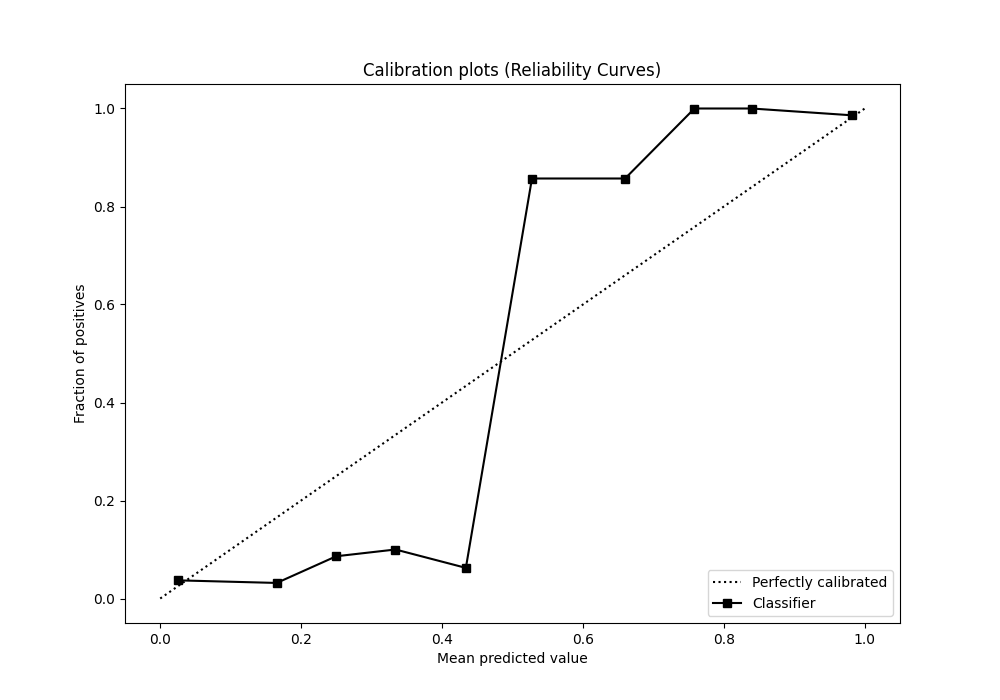 Calibration plots (Reliability Curves)
1.0
0.8
0.6
0.4
0.2
0.0
Fraction of positives
0.0 0.2 0.4 0.6 0.8 1.0
Mean predicted value
Perfectly calibrated
Classifier